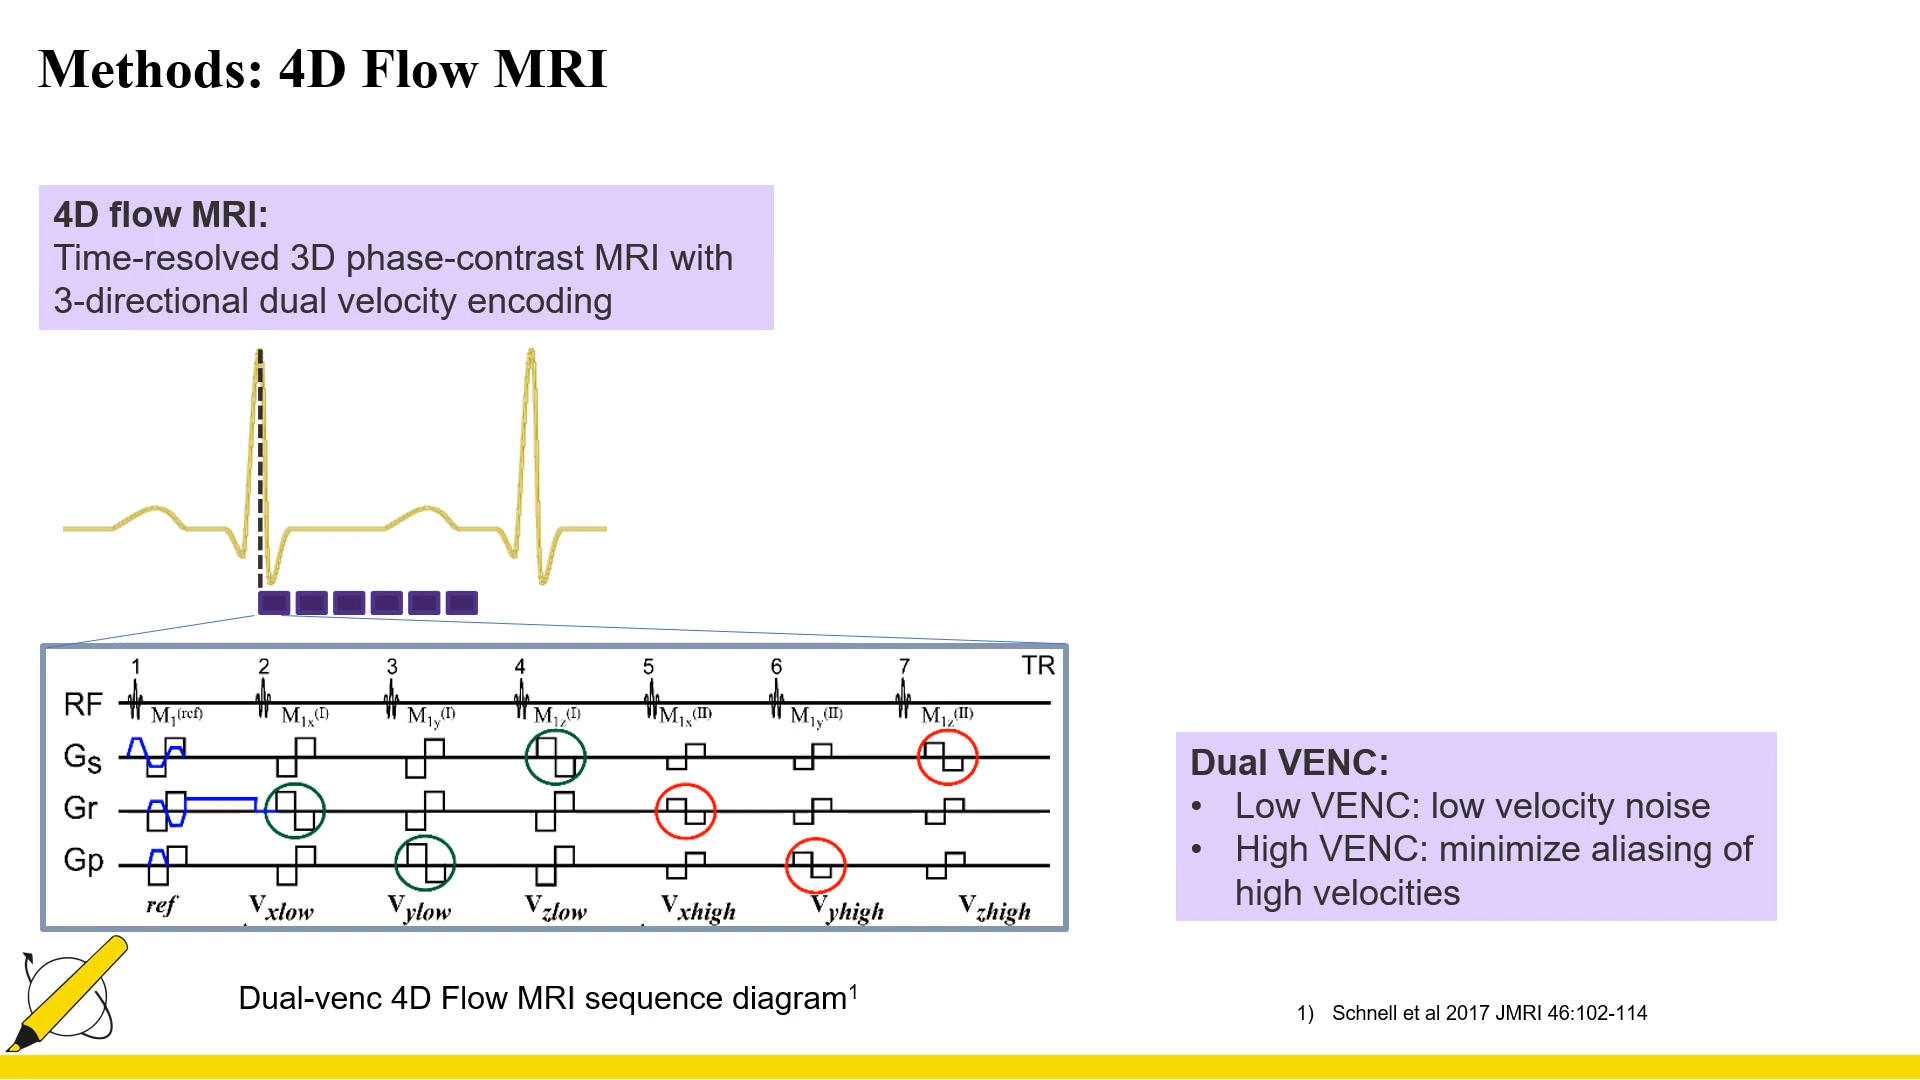 Methods: 4D Flow MRI
4D flow MRI:
Time-resolved 3D phase-contrast MRI with
3-directional dual velocity encoding
1 2 3 4 5 6 7 TR
RF
M1(ref) M1x(I) M1y(I) M1z(I) M1x(II) M1y(II) M1z(II)
Gs
Gr
Gp
ref Vxlow Vylow Vzlow Vxhigh Vyhigh Vzhigh
Dual VENC:
• Low VENC: low velocity noise
• High VENC: minimize aliasing of
high velocities
Dual-venc 4D Flow MRI sequence diagram1
1) Schnell et al 2017 JMRI 46:102-114